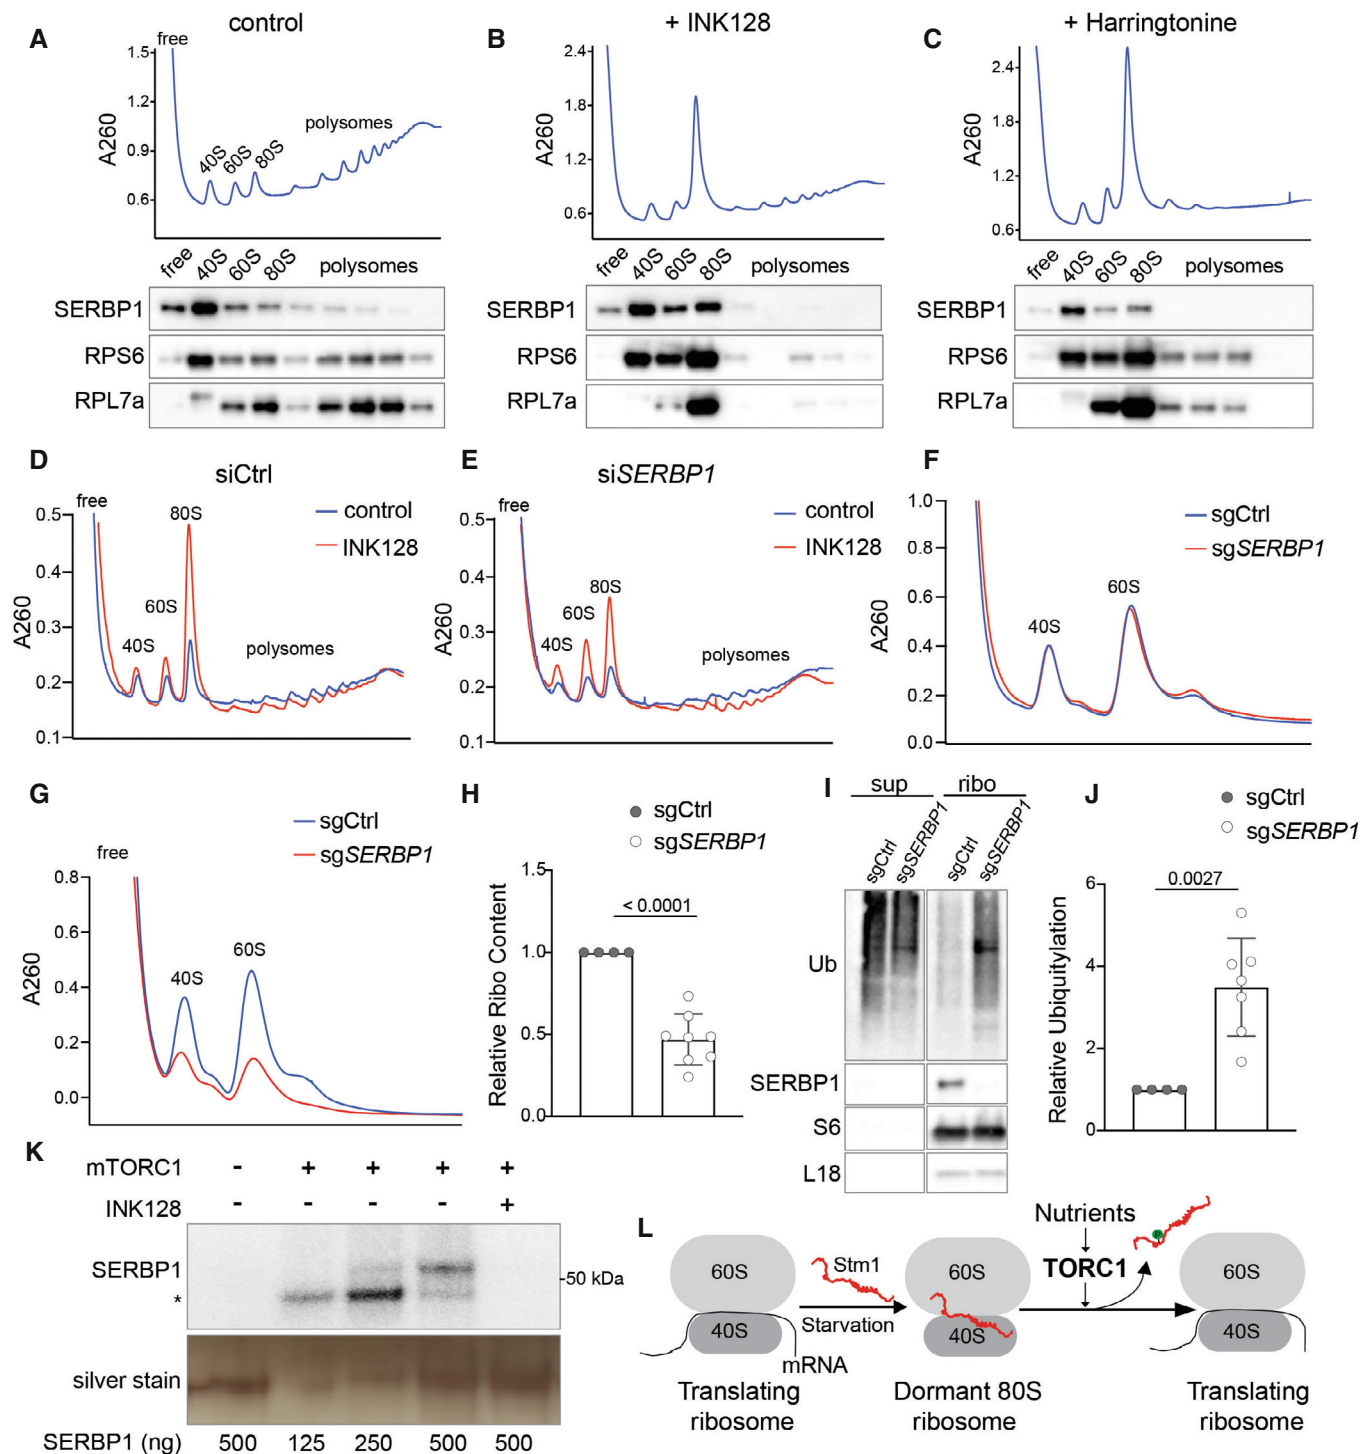 A
control
free
1.5
1.2
0.9
0.6
A260
40S
60S
80S
polysomes
free
40S
60S
80S
polysomes
SERBP1
RPS6
RPL7a
B
+ INK128
2.4
1.8
1.2
0.6
A260
free
40S
60S
80S
polysomes
SERBP1
RPS6
RPL7a
C
+ Harringtonine
2.4
1.8
1.2
0.6
A260
free
40S
60S
80S
polysomes
SERBP1
RPS6
RPL7a
D
siCtrl
free
0.5
0.4
0.3
0.2
0.1
A260
40S
60S
80S
polysomes
control
INK128
E
siSERBP1
free
0.5
0.4
0.3
0.2
0.1
A260
40S
60S
80S
polysomes
control
INK128
F
1.0
0.8
0.6
0.4
0.2
0.0
A260
40S
60S
sgCtrl
sgSERBP1
G
free
0.8
0.6
0.4
0.2
0.0
A260
40S
60S
sgCtrl
sgSERBP1
H
sgCtrl
sgSERBP1
1.5
1.0
0.5
0.0
Relative Ribo Content
< 0.0001
I
sup
ribo
sgCtrl
sgSERBP1
sgCtrl
sgSERBP1
Ub
SERBP1
S6
L18
J
sgCtrl
sgSERBP1
6
4
2
0
Relative Ubiquitylation
0.0027
K
mTORC1 - + + + +
INK128 - - - - +
SERBP1
*
-50 kDa
silver stain
SERBP1 (ng) 500 125 250 500 500
L
60S
40S
mRNA
Translating
ribosome
Stm1
Starvation
60S
40S
Dormant 80S
ribosome
Nutrients
TORC1
P
60S
40S
Translating
ribosome